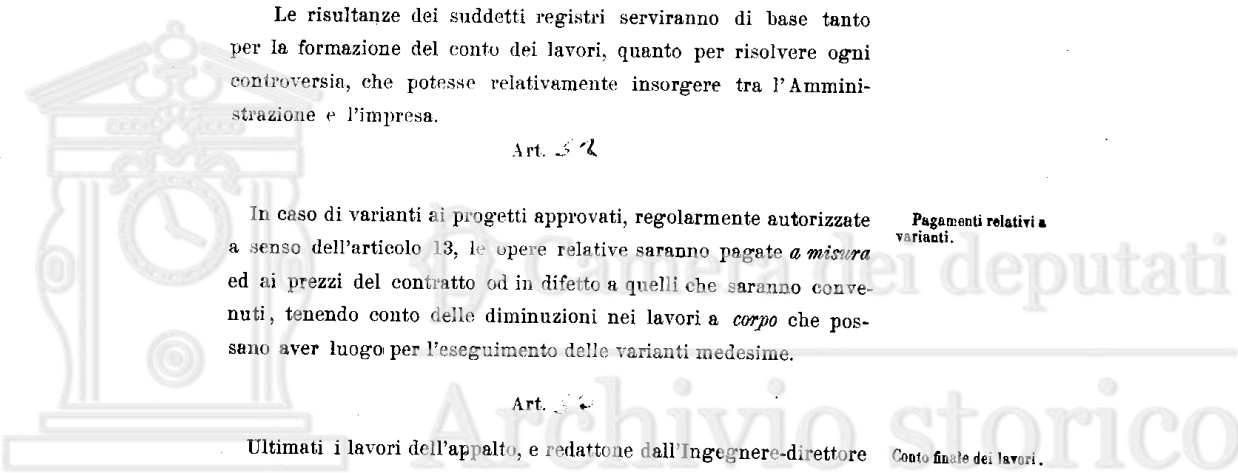 Le risultanze dei suddetti registri serviranno di base tanto
per la formazione del conto dei lavori, quanto per risolvere ogni
controversia, che potesse relativamente insorgere tra l'Ammini-
strazione e l'impresa.
Art.
In caso di varianti ai progetti approvati, regolarmente autorizzate
a senso dell'articolo 13, le opere relative saranno pagate a misura
ed ai prezzi del contratto od in difetto a quelli che saranno conve-
nuti, tenendo conto delle diminuzioni nei lavori a corpo che pos-
sano aver luogo per l'eseguimento delle varianti medesime.
Pagamenti relativi a
varianti.
Art.
Ultimati i lavori dell'appalto, e redattone dall'Ingegnere-direttore
Conto finale dei lavori.
Camera dei deputati
Archivio storico